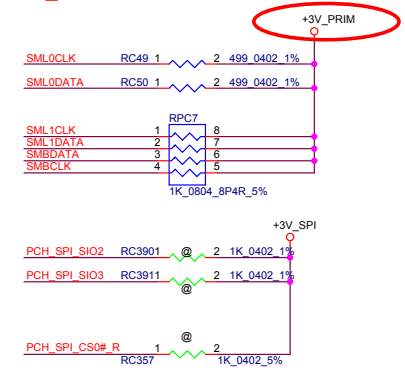 +3V_PRIM
SML0CLK RC49 1 2 499_0402_1%
SML0DATA RC50 1 2 499_0402_1%
RPC7
SML1CLK 1 8
SML1DATA 2 7
SMBDATA 3 6
SMBCLK 4 5
1K_0804_8P4R_5%
+3V_SPI
PCH_SPI_SIO2 RC3901 @ 2 1K_0402_1%
PCH_SPI_SIO3 RC3911 2 1K_0402_1%
@
@
PCH_SPI_CS0#_R 1 2
RC357 1K_0402_5%